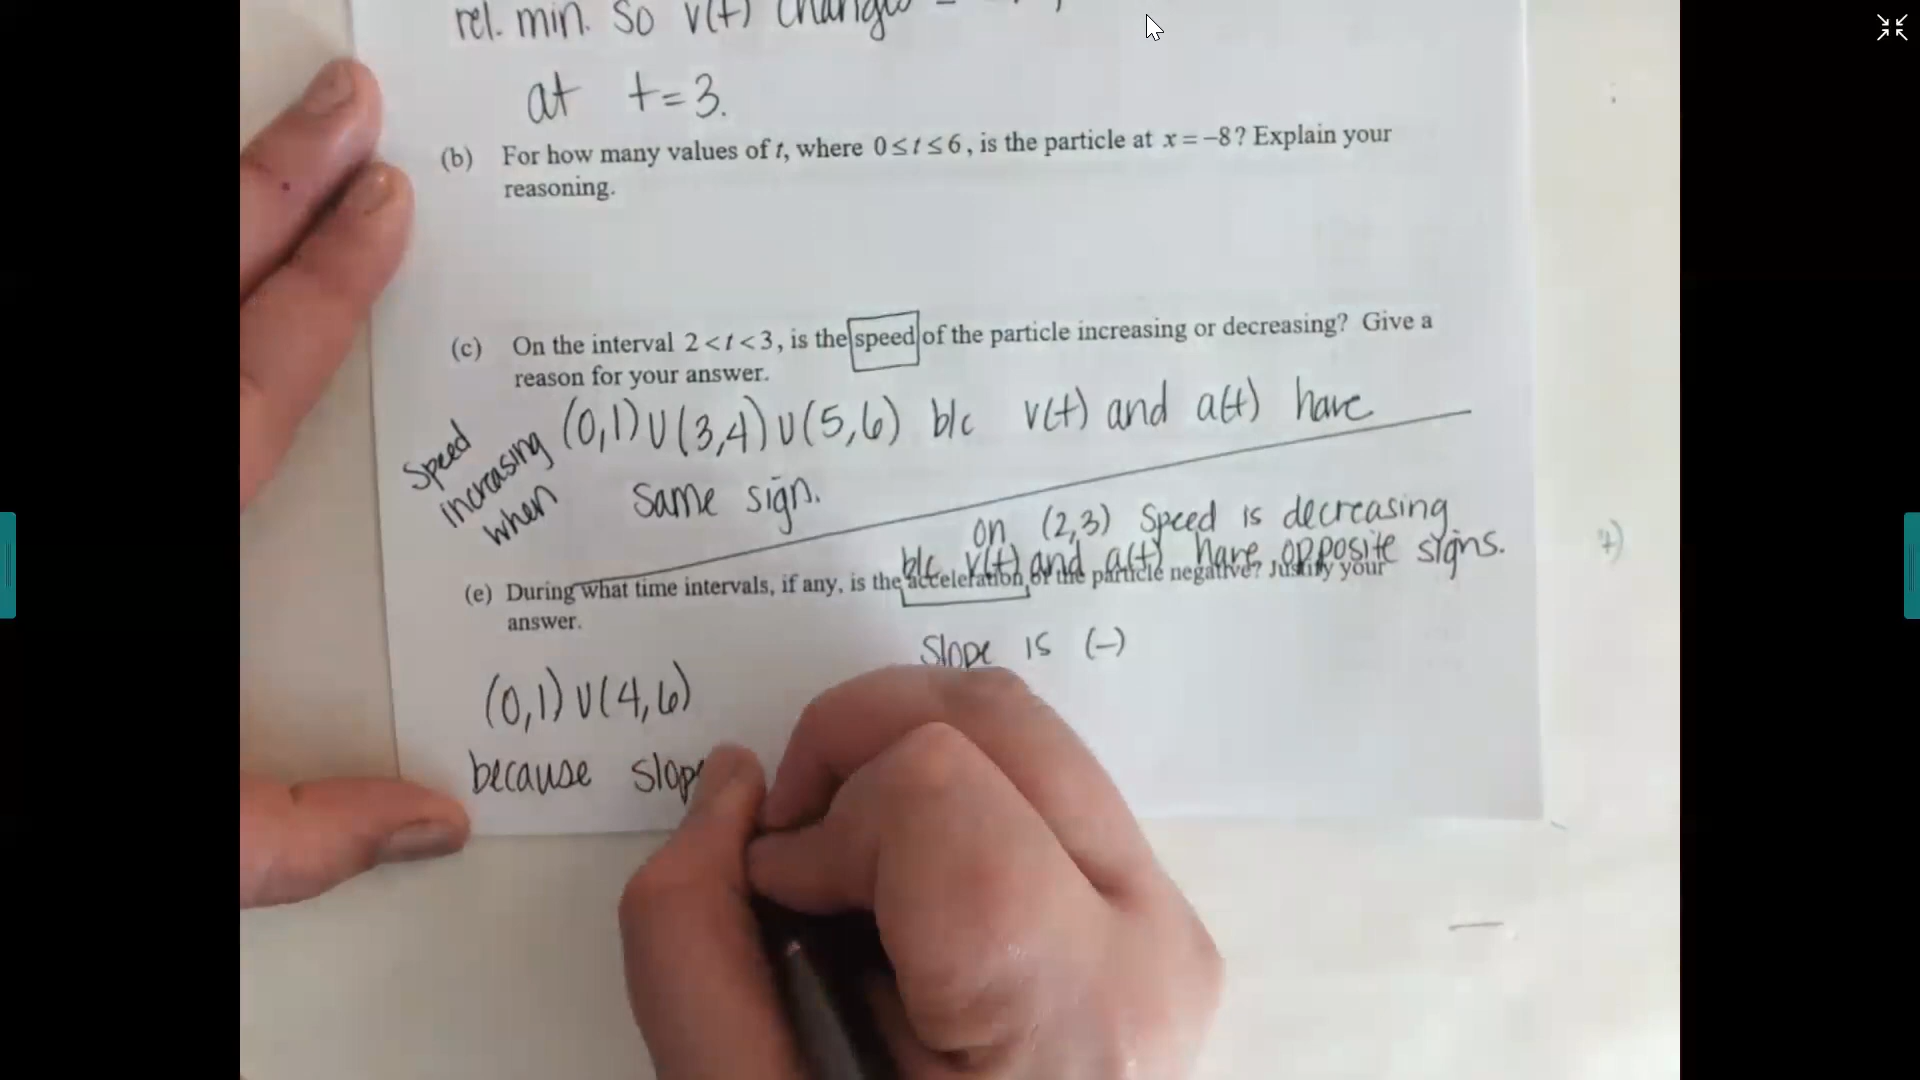 rel. min. So v(t) changes
at t=3.
(b) For how many values of t, where 0≤t≤6, is the particle at x=−8? Explain your
reasoning.
(c) On the interval 2<t<3, is the speed of the particle increasing or decreasing? Give a
reason for your answer.
Speed increasing when
(0,1)∪(3,4)∪(5,6) b/c v(t) and a(t) have
same sign.
on (2,3) speed is decreasing
b/c v(t) and a(t) have opposite signs.
(e) During what time intervals, if any, is the acceleration of the particle negative? Justify your
answer.
Slope is (−)
(0,1)∪(4,6)
because slope